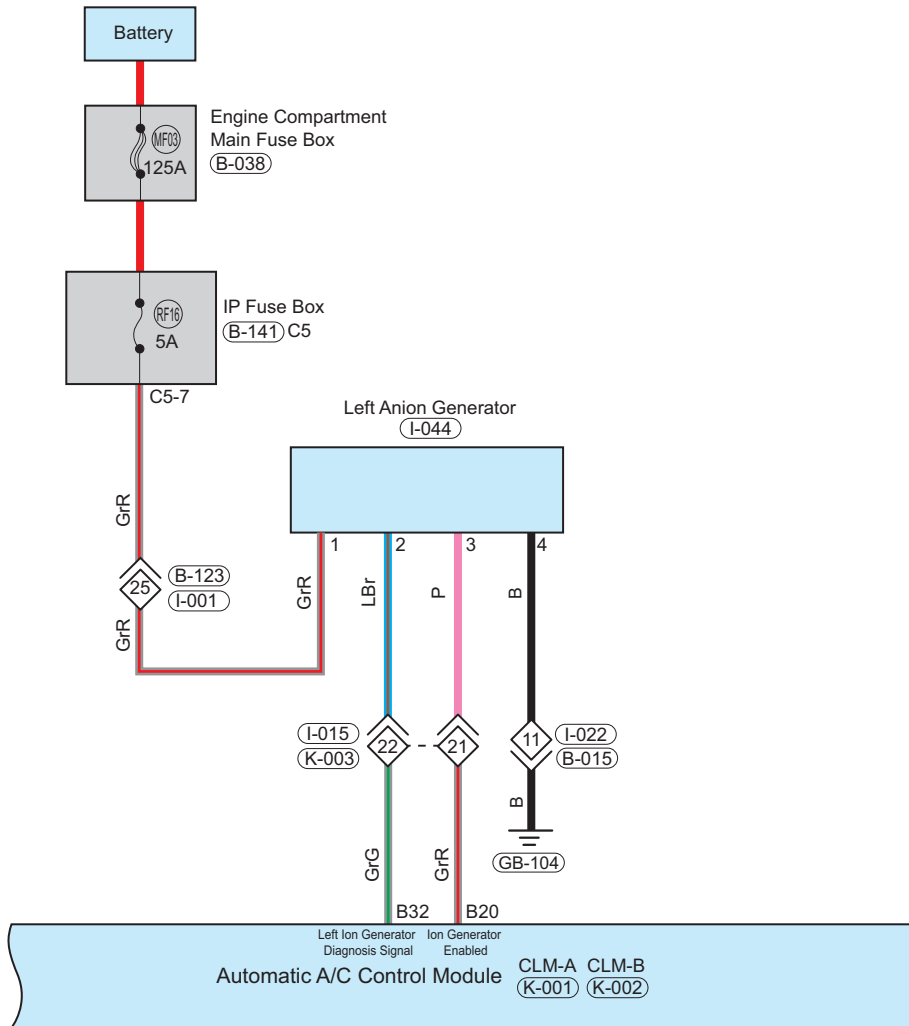 Battery
Engine Compartment
Main Fuse Box
B-038
MF03
125A
IP Fuse Box
B-141 C5
RF16
5A
C5-7
Left Anion Generator
I-044
1 2 3 4
GrR
GrR
LBr
P
B
25
B-123
I-001
GrR
I-015
K-003
22
21
11
I-022
B-015
GrG
GrR
B
GB-104
B32 B20
Left Ion Generator
Diagnosis Signal
Ion Generator
Enabled
Automatic A/C Control Module
CLM-A CLM-B
K-001 K-002